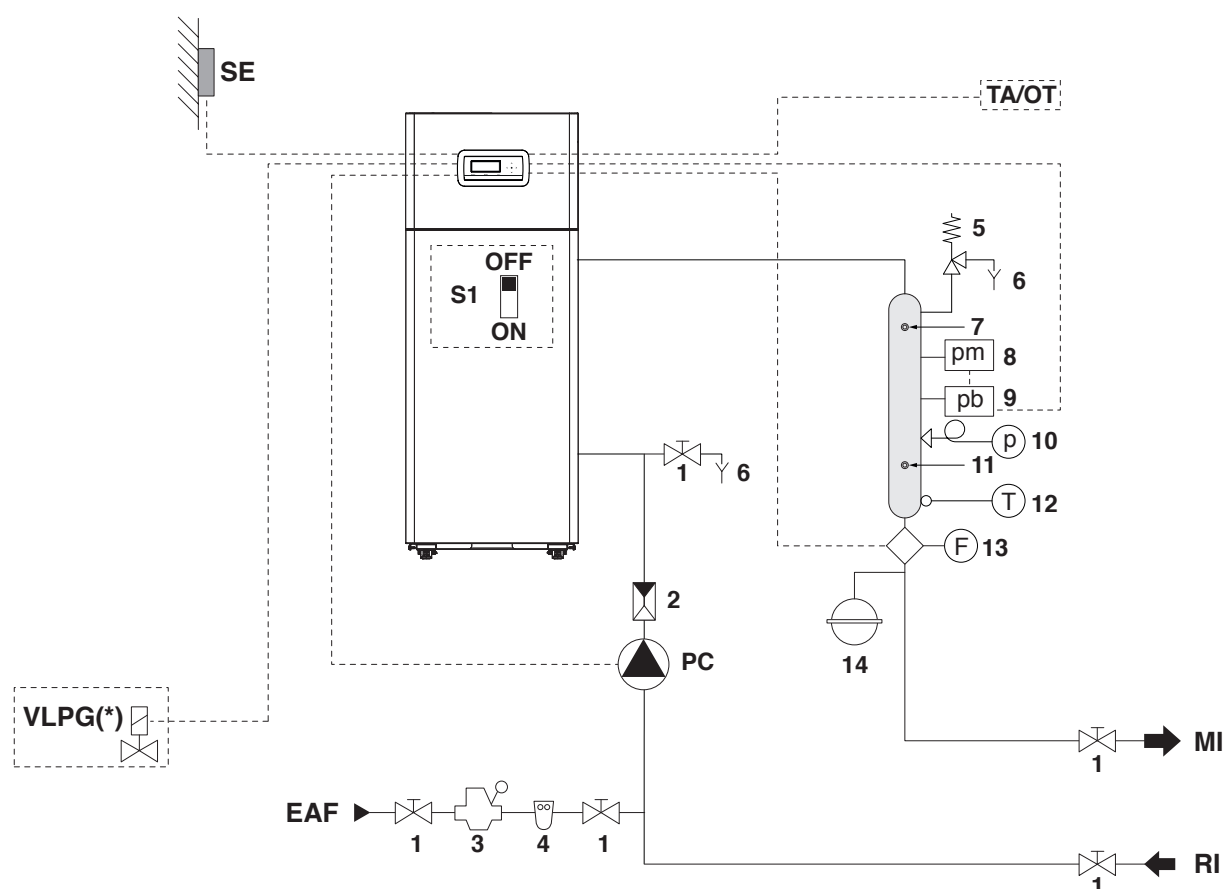 SE
TA/OT
OFF
S1
ON
5
6
7
pm 8
pb 9
p 10
11
T 12
F 13
14
1
6
2
PC
VLPG(*)
MI
1
EAF
1
3
4
1
RI
1